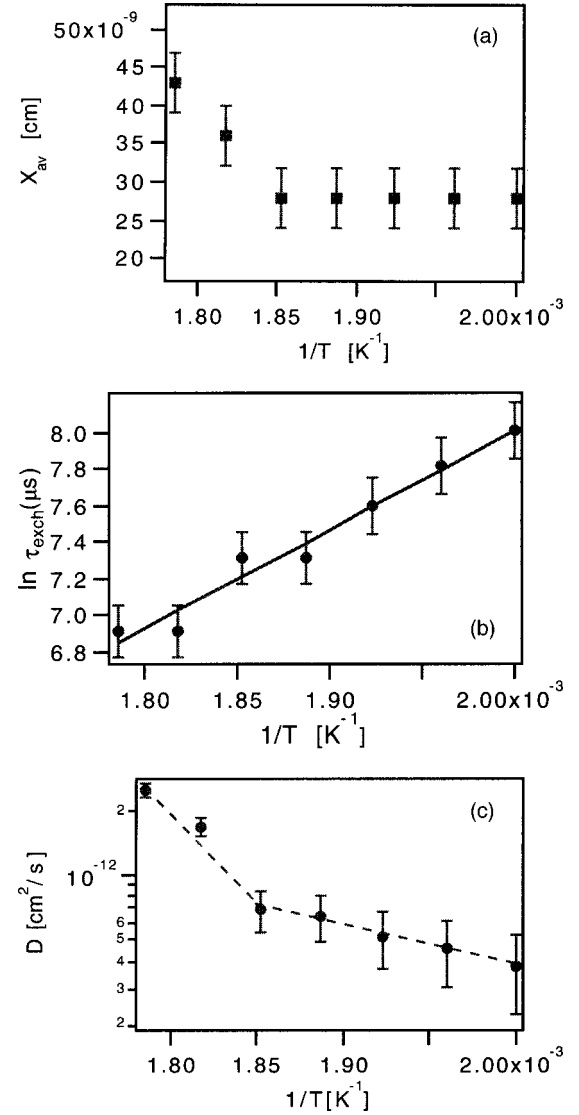 50x10-9
(a)
45
40
35
30
25
20
Xav [cm]
1.80 1.85 1.90 2.00x10-3
1/T [K-1]
8.0
7.8
7.6
7.4
7.2
7.0
6.8
ln τexch(μs)
(b)
1.80 1.85 1.90 2.00x10-3
1/T [K-1]
(c)
2
10-12
6
5
4
3
2
D [cm2/s]
1.80 1.85 1.90 2.00x10-3
1/T[K-1]